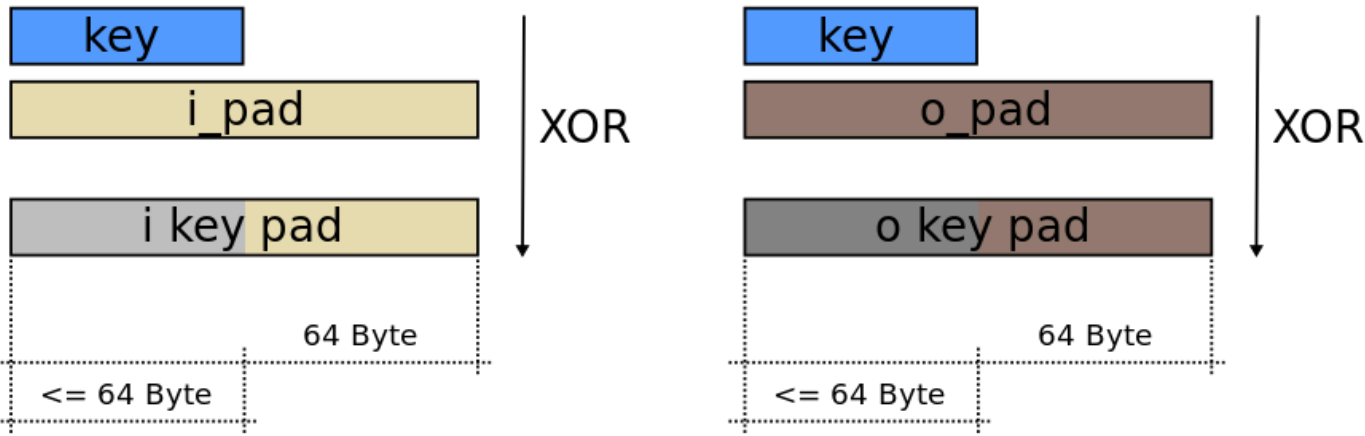 key
i_pad
XOR
i key pad
64 Byte
<= 64 Byte
key
o_pad
XOR
o key pad
64 Byte
<= 64 Byte